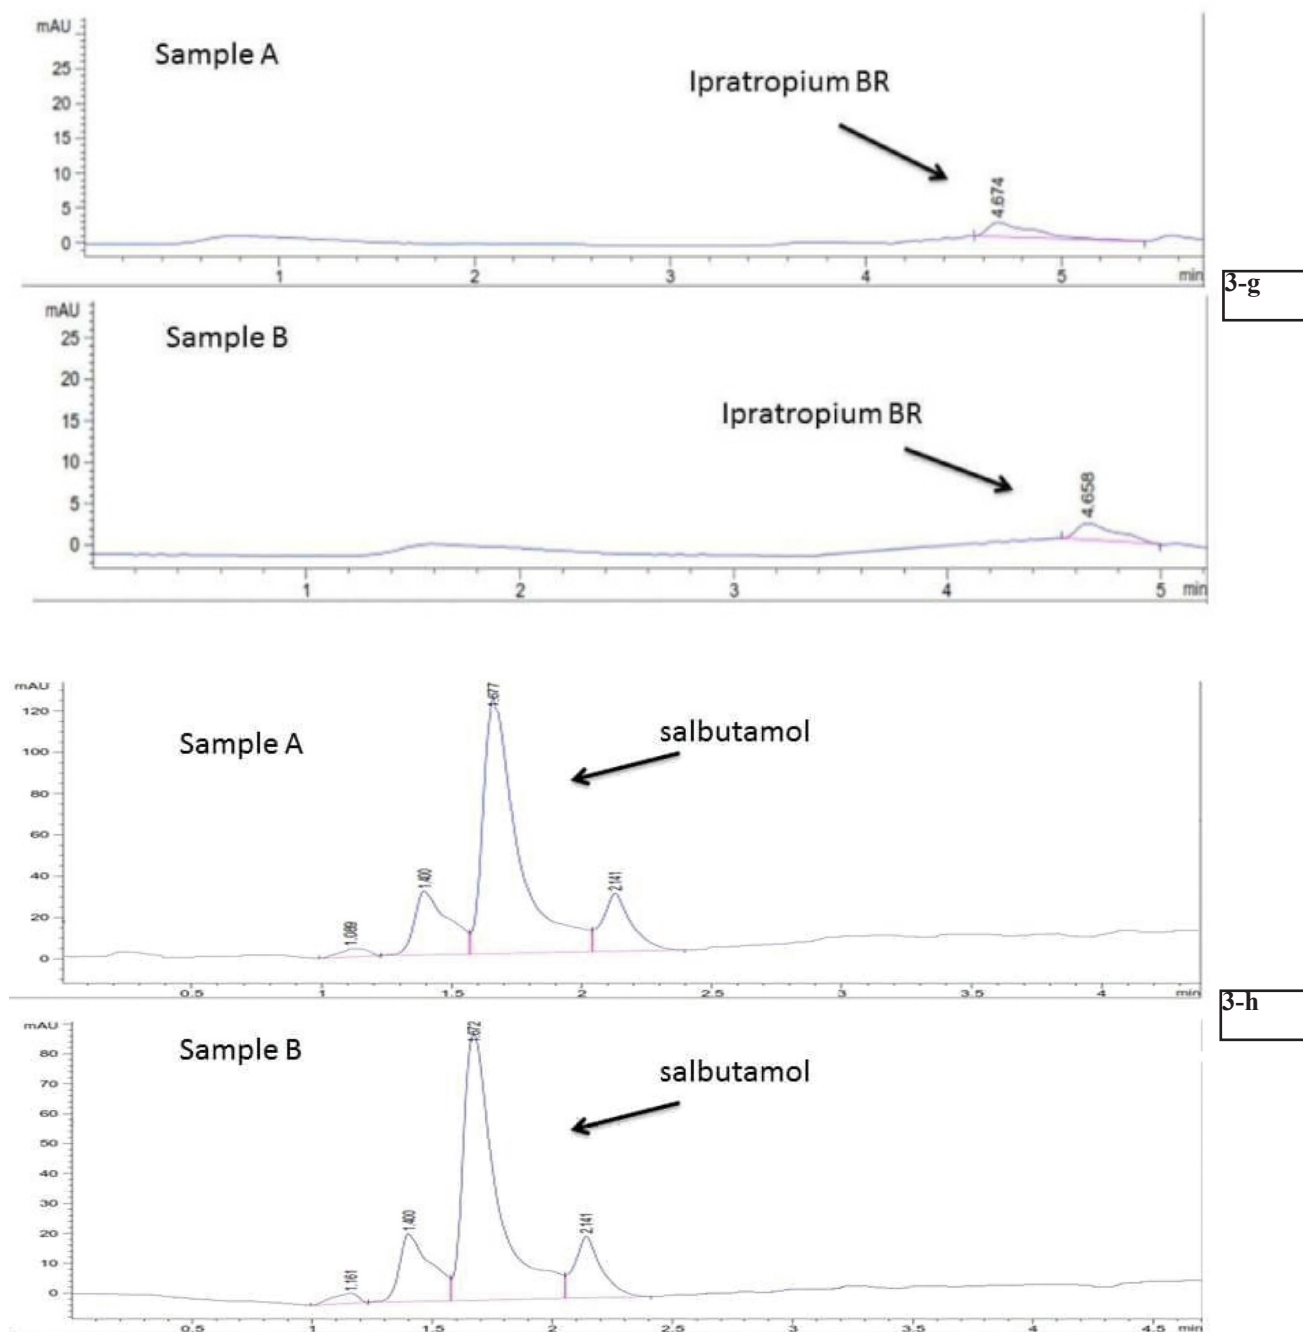 mAU
Sample A
Ipratropium BR
25
20
15
10
5
0
4.674
1 2 3 4 5 min
3-g
mAU
Sample B
Ipratropium BR
25
20
15
10
5
0
4.658
1 2 3 4 5 min
mAU
Sample A
salbutamol
120
100
80
60
40
20
0
1.089
1.400
1.677
2.141
0.5 1 1.5 2 2.5 3 3.5 4 min
3-h
mAU
Sample B
salbutamol
80
70
60
50
40
30
20
10
0
1.161
1.400
1.672
2.141
0.5 1 1.5 2 2.5 3 3.5 4 4.5 min